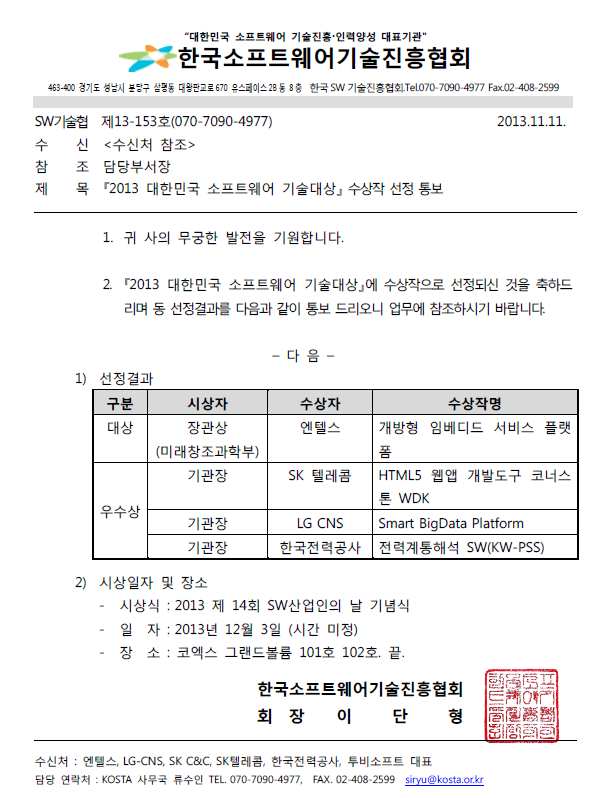 "대한민국 소프트웨어 기술진흥·인력양성 대표기관"
한국소프트웨어기술진흥협회
463-400 경기도 성남시 분당구 삼평동 대왕판교로 670 유스페이스 2B 동 8 층 한국 SW 기술진흥협회.Tel.070-7090-4977 Fax.02-408-2599
SW기술협 제13-153호(070-7090-4977) 2013.11.11.
수 신 <수신처 참조>
참 조 담당부서장
제 목 『2013 대한민국 소프트웨어 기술대상』 수상작 선정 통보
1. 귀 사의 무궁한 발전을 기원합니다.
2. 『2013 대한민국 소프트웨어 기술대상』에 수상작으로 선정되신 것을 축하드
리며 동 선정결과를 다음과 같이 통보 드리오니 업무에 참조하시기 바랍니다.
– 다 음 –
1) 선정결과
구분 시상자 수상자 수상작명
대상 장관상 엔텔스 개방형 임베디드 서비스 플랫
(미래창조과학부) 폼
기관장 SK 텔레콤 HTML5 웹앱 개발도구 코너스
톤 WDK
우수상
기관장 LG CNS Smart BigData Platform
기관장 한국전력공사 전력계통해석 SW(KW-PSS)
2) 시상일자 및 장소
- 시상식 : 2013 제 14회 SW산업인의 날 기념식
- 일 자 : 2013년 12월 3일 (시간 미정)
- 장 소 : 코엑스 그랜드볼륨 101호 102호. 끝.
한국소프트웨어기술진흥협회
회 장 이 단 형
수신처 : 엔텔스, LG-CNS, SK C&C, SK텔레콤, 한국전력공사, 투비소프트 대표
담당 연락처 : KOSTA 사무국 류수인 TEL. 070-7090-4977, FAX. 02-408-2599 siryu@kosta.or.kr